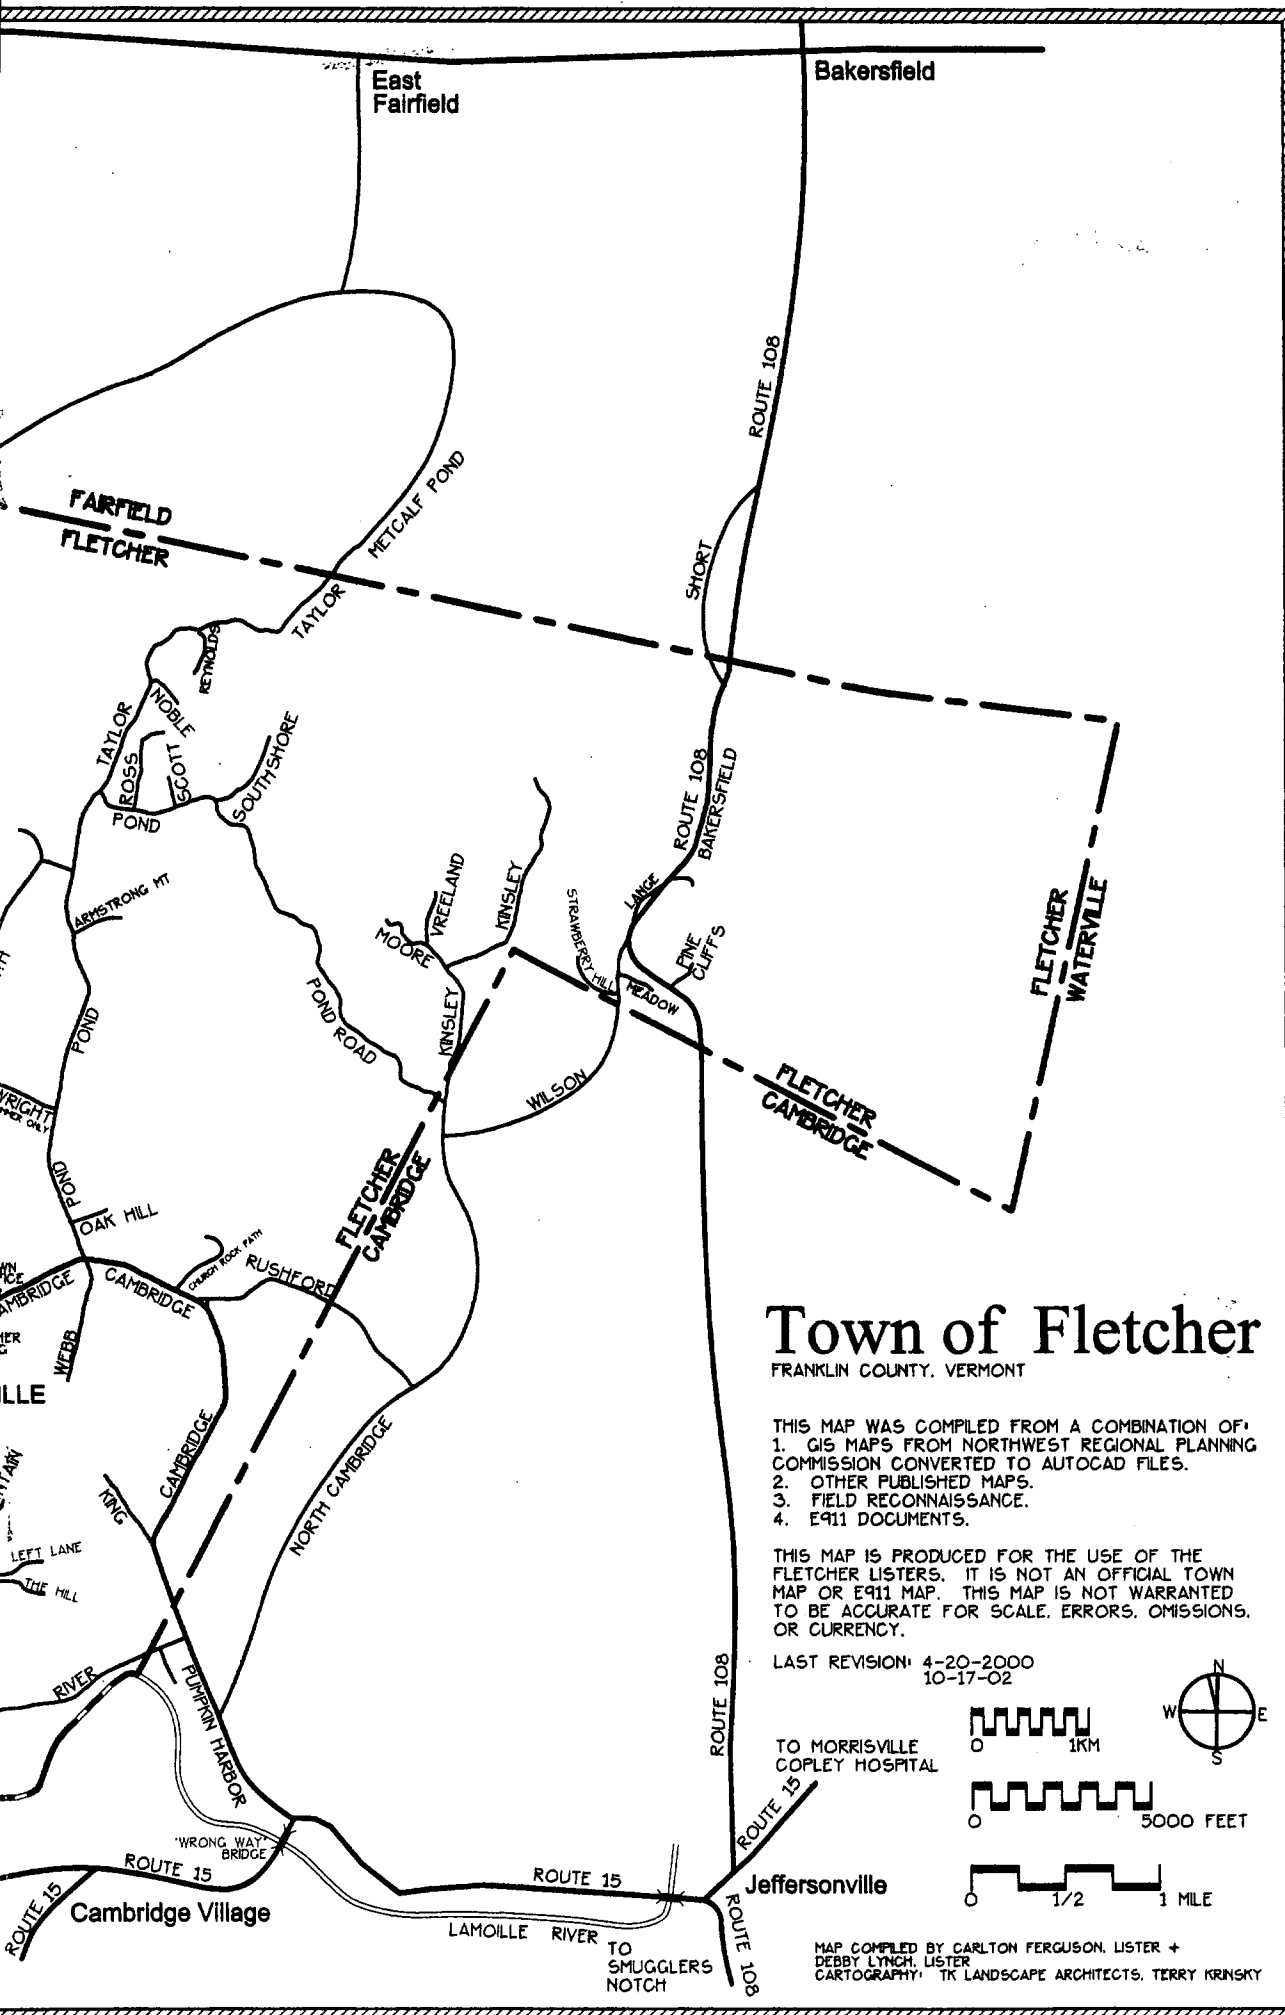 East
Fairfield
Bakersfield
ROUTE 108
METCALF POND
FAIRFIELD
FLETCHER
SHORT
TAYLOR
REYNOLDS
NOBLE
TAYLOR
ROSS
SCOTT
SOUTH SHORE
POND
ROUTE 108
BAKERSFIELD
ARMSTRONG MT
VREELAND
KINSLEY
MOORE
STRAWBERRY HILL
LANGE
PINE
CLIFFS
MEADOW
FLETCHER
WATERVILLE
POND
POND ROAD
KINSLEY
WILSON
FLETCHER
CAMBRIDGE
WRIGHT
POND
OAK HILL
FLETCHER
CAMBRIDGE
CHURCH ROCK PATH
RUSHFORD
CAMBRIDGE
AMBRIDGE
WEBB
ILLE
CAMBRIDGE
KING
NORTH CAMBRIDGE
LEFT LANE
THE HILL
RIVER
PUMPKIN HARBOR
"WRONG WAY"
BRIDGE
ROUTE 15
ROUTE 15
Cambridge Village
ROUTE 15
LAMOILLE RIVER
TO
SMUGGLERS
NOTCH
ROUTE 108
ROUTE 15
Jeffersonville
ROUTE 108
TO MORRISVILLE
COPLEY HOSPITAL
Town of Fletcher
FRANKLIN COUNTY, VERMONT
THIS MAP WAS COMPILED FROM A COMBINATION OF:
1. GIS MAPS FROM NORTHWEST REGIONAL PLANNING
COMMISSION CONVERTED TO AUTOCAD FILES.
2. OTHER PUBLISHED MAPS.
3. FIELD RECONNAISSANCE.
4. E911 DOCUMENTS.
THIS MAP IS PRODUCED FOR THE USE OF THE
FLETCHER LISTERS. IT IS NOT AN OFFICIAL TOWN
MAP OR E911 MAP. THIS MAP IS NOT WARRANTED
TO BE ACCURATE FOR SCALE, ERRORS, OMISSIONS,
OR CURRENCY.
LAST REVISION: 4-20-2000
10-17-02
N
W E
S
0 1KM
0 5000 FEET
0 1/2 1 MILE
MAP COMPILED BY CARLTON FERGUSON, LISTER +
DEBBY LYNCH, LISTER
CARTOGRAPHY: TK LANDSCAPE ARCHITECTS, TERRY KRINSKY